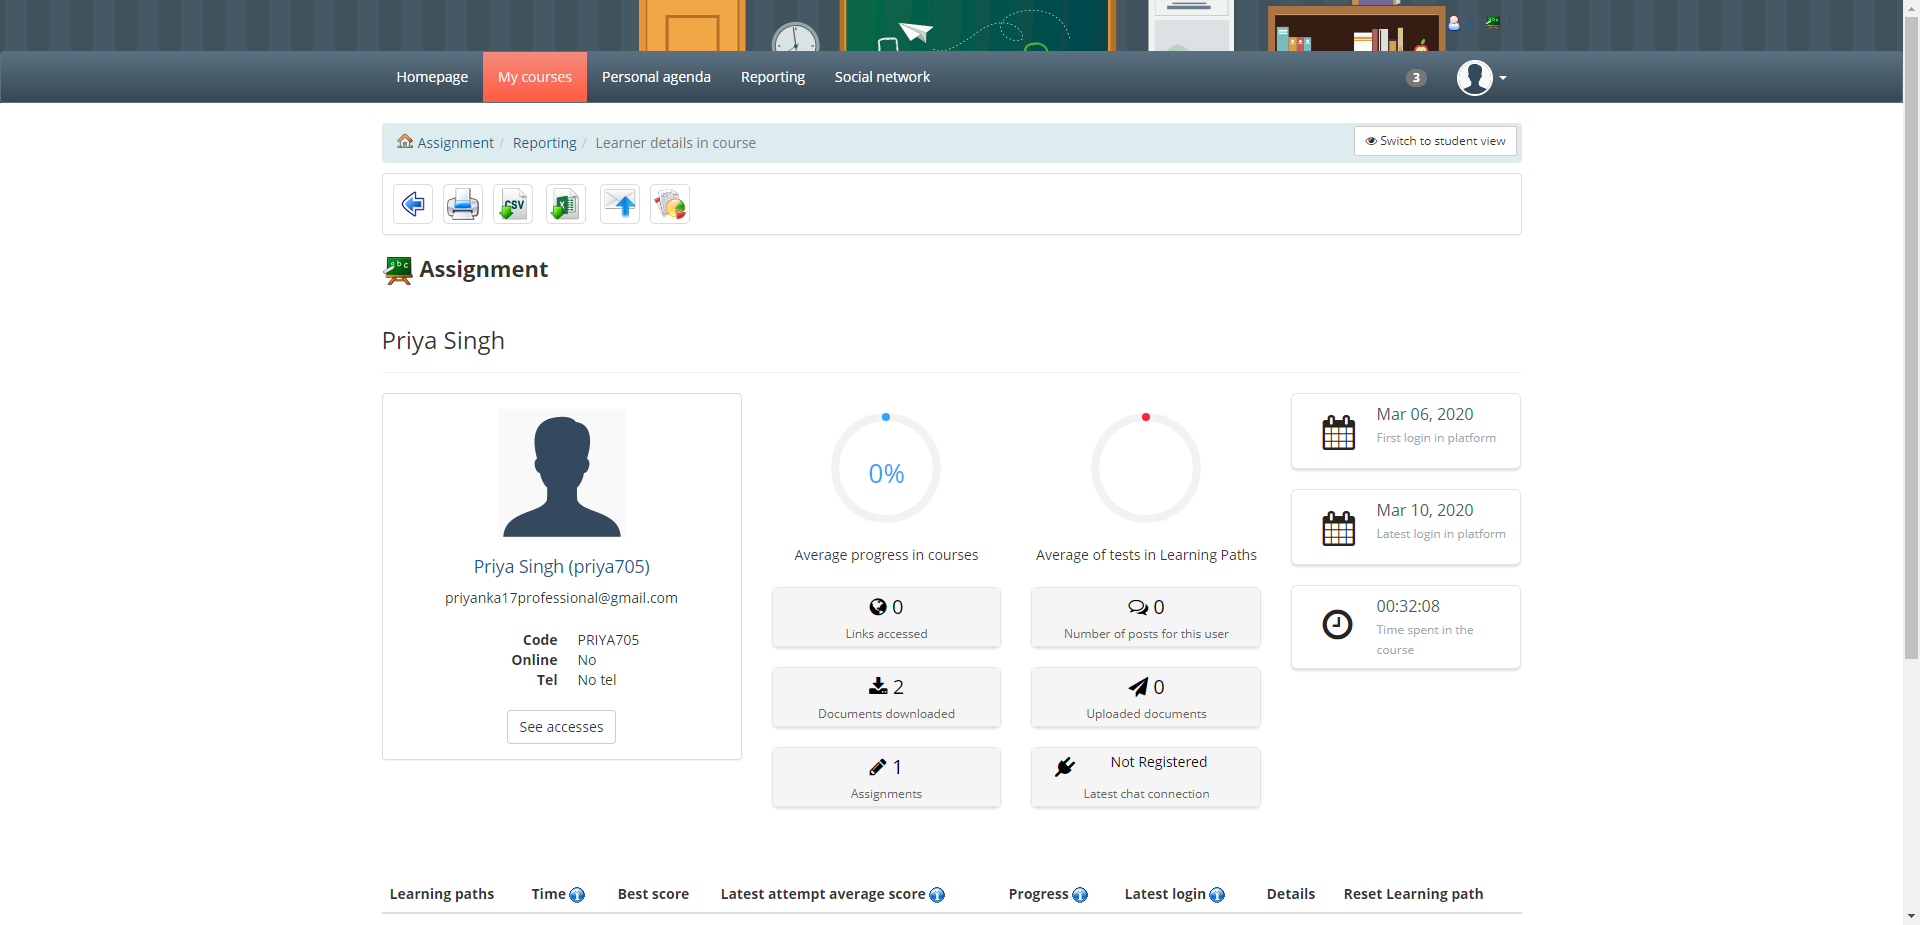 Homepage
My courses
Personal agenda
Reporting
Social network
3
Assignment / Reporting / Learner details in course
Switch to student view
CSV
abc
Assignment
Priya Singh
Priya Singh (priya705)
priyanka17professional@gmail.com
Code PRIYA705
Online No
Tel No tel
See accesses
0%
Average progress in courses
Average of tests in Learning Paths
0
Links accessed
0
Number of posts for this user
2
Documents downloaded
0
Uploaded documents
1
Assignments
Not Registered
Latest chat connection
Mar 06, 2020
First login in platform
Mar 10, 2020
Latest login in platform
00:32:08
Time spent in the
course
Learning paths Time Best score Latest attempt average score Progress Latest login Details Reset Learning path